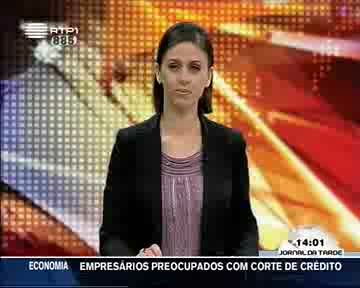 RTP1
14:01
JORNAL DA TARDE
ECONOMIA EMPRESÁRIOS PREOCUPADOS COM CORTE DE CRÉDITO